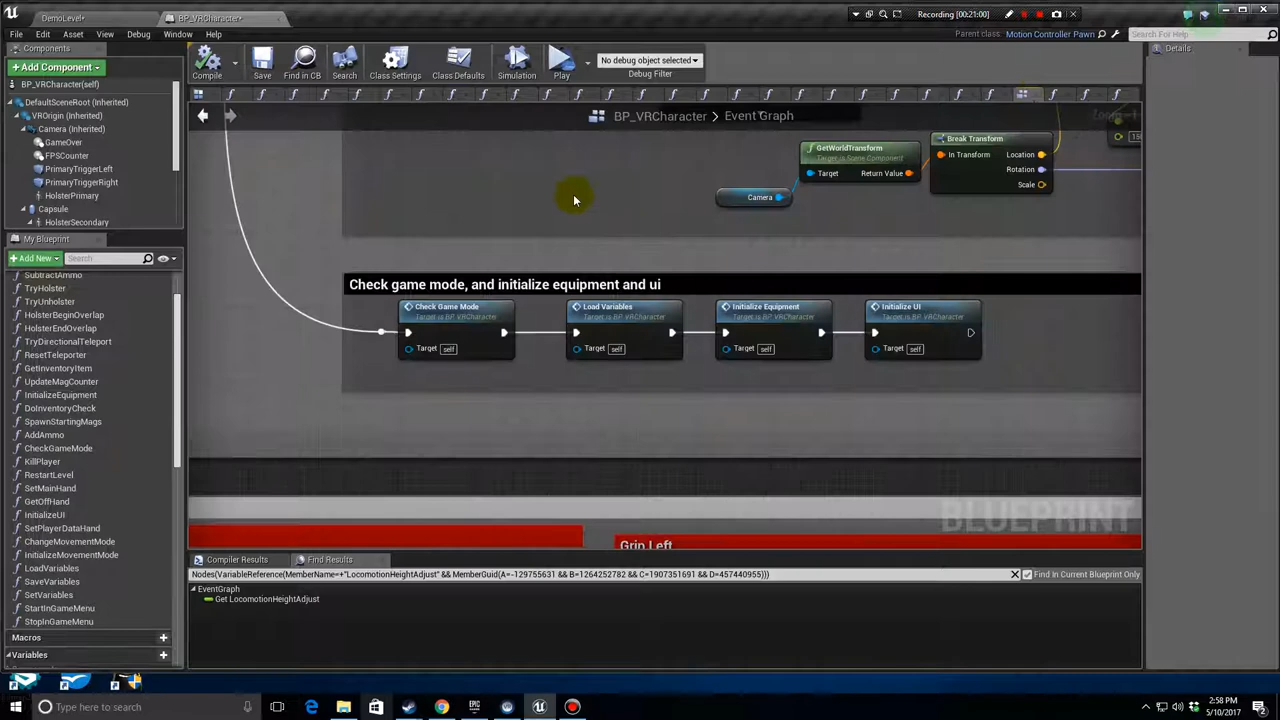 DemoLevel*
BP_VRCharacter*
Recording [00:21:00]
File Edit Asset View Debug Window Help
Parent class: Motion Controller Pawn
Search For Help
Components
+ Add Component
BP_VRCharacter(self)
DefaultSceneRoot (Inherited)
VROrigin (Inherited)
Camera (Inherited)
GameOver
FPSCounter
PrimaryTriggerLeft
PrimaryTriggerRight
HolsterPrimary
Capsule
HolsterSecondary
Compile
Save
Find in CB
Search
Class Settings
Class Defaults
Simulation
Play
No debug object selected
Debug Filter
Details
BP_VRCharacter > Event Graph
My Blueprint
+ Add New
Search
SubtractAmmo
TryHolster
TryUnholster
HolsterBeginOverlap
HolsterEndOverlap
TryDirectionalTeleport
ResetTeleporter
GetInventoryItem
UpdateMagCounter
InitializeEquipment
DoInventoryCheck
SpawnStartingMags
AddAmmo
CheckGameMode
KillPlayer
RestartLevel
SetMainHand
GetOffHand
InitializeUI
SetPlayerDataHand
ChangeMovementMode
InitializeMovementMode
LoadVariables
SaveVariables
SetVariables
StartInGameMenu
StopInGameMenu
Macros
Variables
GetWorldTransform
Target is Scene Component
Target Return Value
Camera
Break Transform
In Transform Location
Rotation
Scale
Check game mode, and initialize equipment and ui
Check Game Mode
Target is BP_VRCharacter
Target self
Load Variables
Target is BP_VRCharacter
Target self
Initialize Equipment
Target is BP_VRCharacter
Target self
Initialize UI
Target is BP_VRCharacter
Target self
BLUEPRINT
Grip Left
Compiler Results
Find Results
Nodes(VariableReference(MemberName=+"LocomotionHeightAdjust" && MemberGuid(A=-129755631 && B=1264252782 && C=1907351691 && D=457440955)))
Find In Current Blueprint Only
EventGraph
Get LocomotionHeightAdjust
Type here to search
2:58 PM
5/10/2017